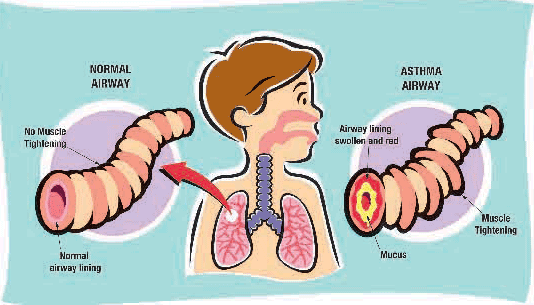 NORMAL
AIRWAY
No Muscle
Tightening
Normal
airway lining
ASTHMA
AIRWAY
Airway lining
swollen and red
Mucus
Muscle
Tightening